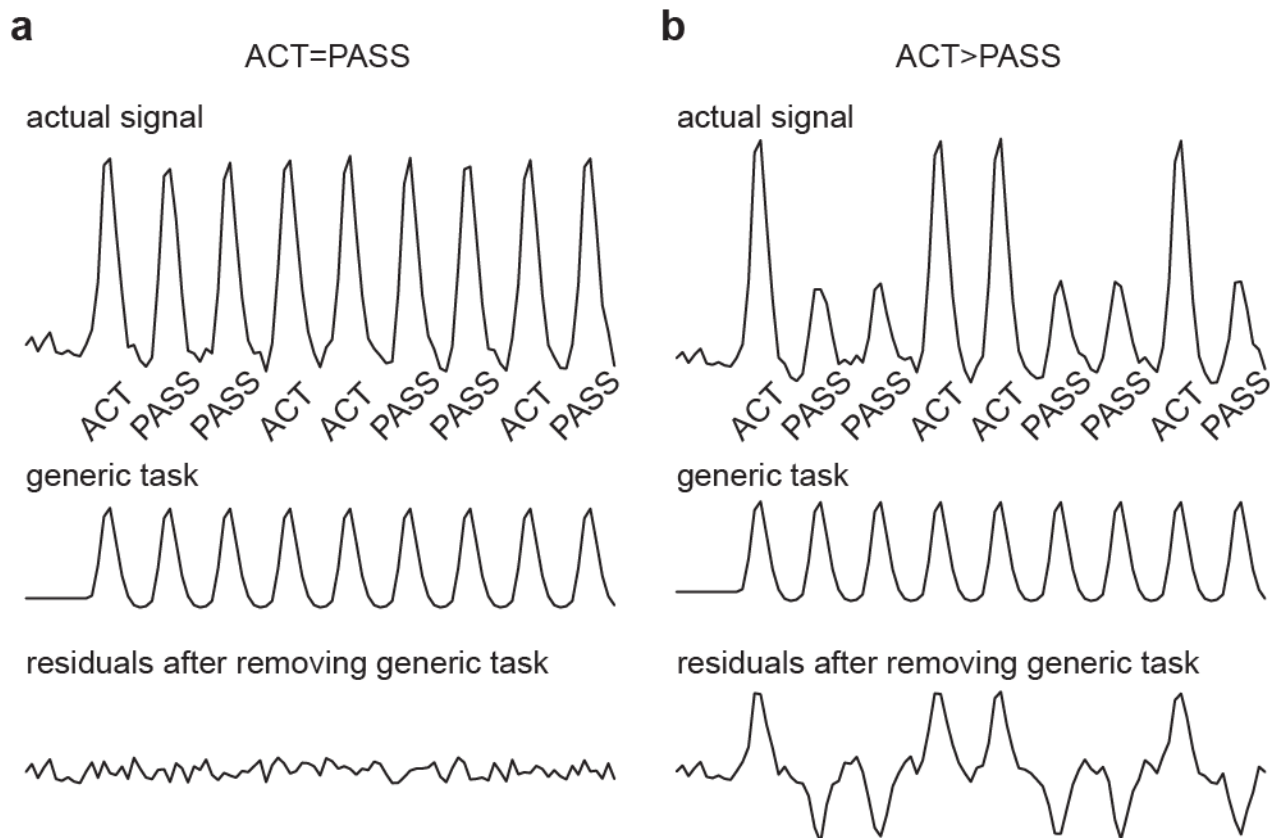 a
ACT=PASS
actual signal
ACT PASS PASS ACT ACT PASS PASS ACT PASS
generic task
residuals after removing generic task
b
ACT>PASS
actual signal
ACT PASS PASS ACT ACT PASS PASS ACT PASS
generic task
residuals after removing generic task